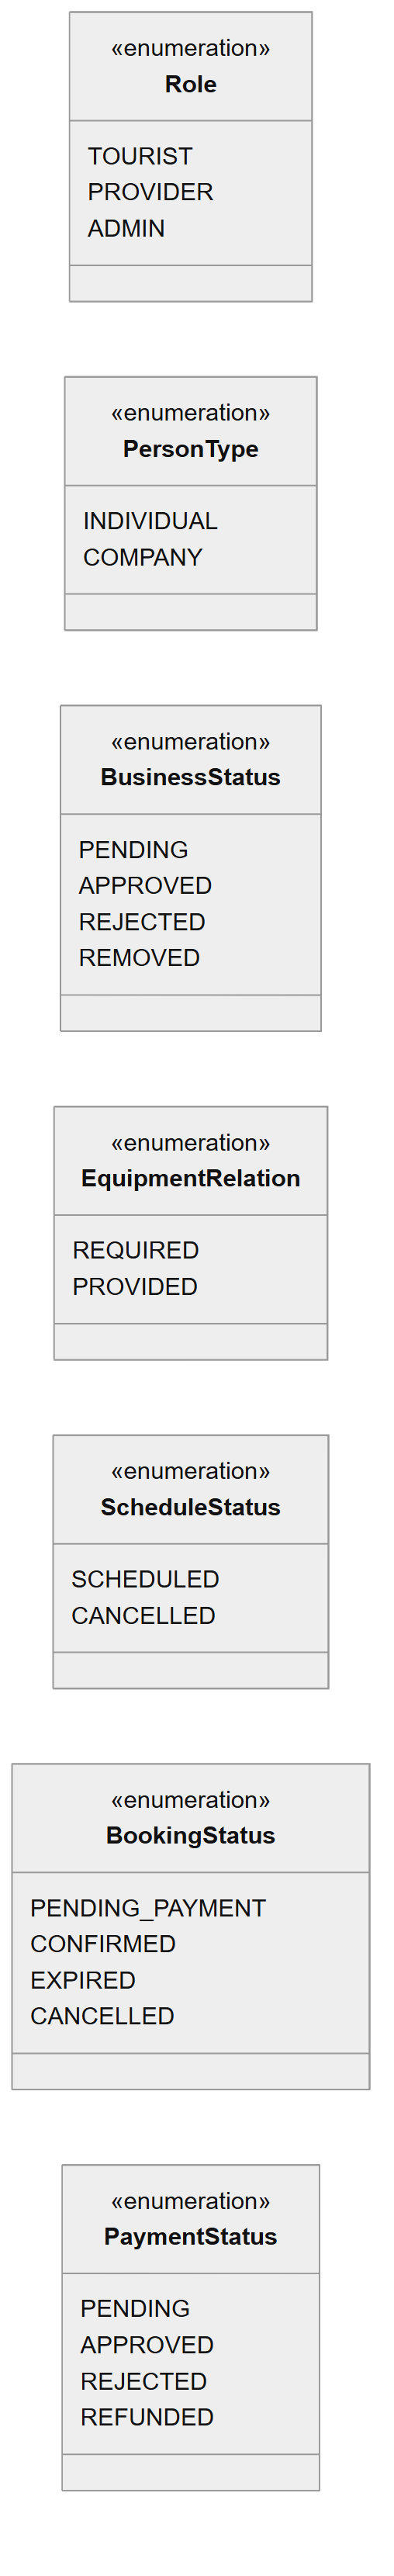 «enumeration»
Role
TOURIST
PROVIDER
ADMIN
«enumeration»
PersonType
INDIVIDUAL
COMPANY
«enumeration»
BusinessStatus
PENDING
APPROVED
REJECTED
REMOVED
«enumeration»
EquipmentRelation
REQUIRED
PROVIDED
«enumeration»
ScheduleStatus
SCHEDULED
CANCELLED
«enumeration»
BookingStatus
PENDING_PAYMENT
CONFIRMED
EXPIRED
CANCELLED
«enumeration»
PaymentStatus
PENDING
APPROVED
REJECTED
REFUNDED